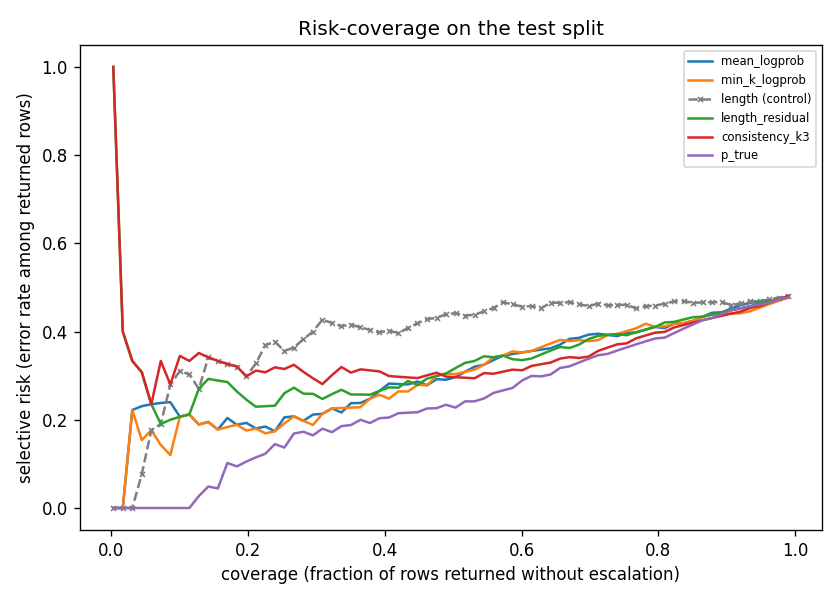 Risk-coverage on the test split
selective risk (error rate among returned rows)
1.0
0.8
0.6
0.4
0.2
0.0
mean_logprob
min_k_logprob
length (control)
length_residual
consistency_k3
p_true
0.0 0.2 0.4 0.6 0.8 1.0
coverage (fraction of rows returned without escalation)